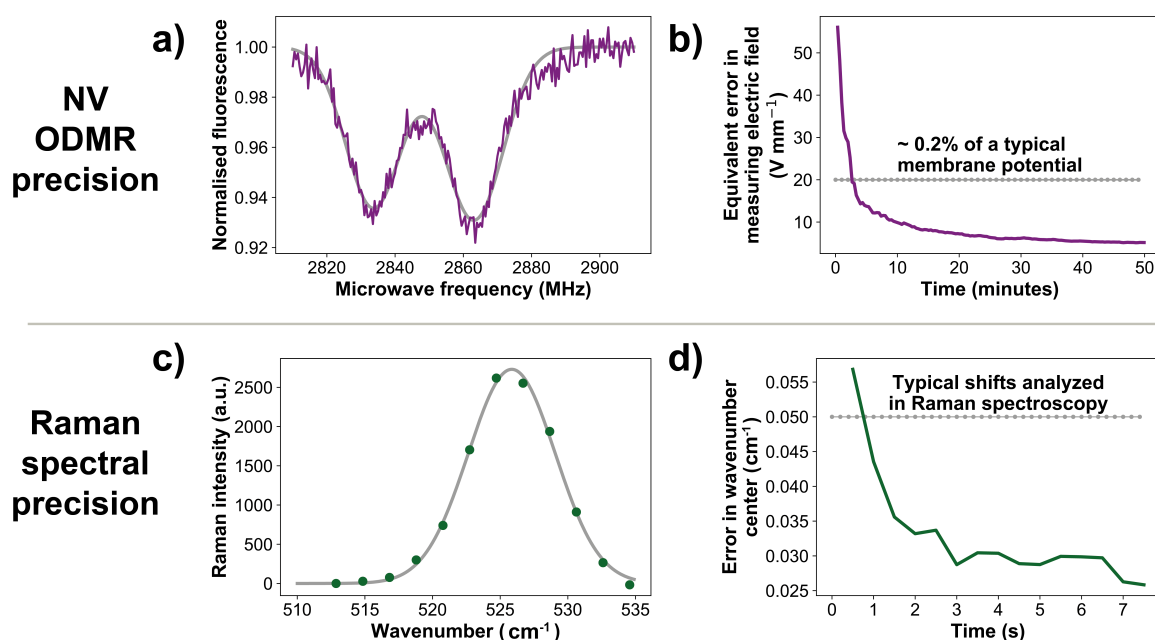 NV
ODMR
precision
a)
Normalised fluorescence
1.00
0.98
0.96
0.94
0.92
2820 2840 2860 2880 2900
Microwave frequency (MHz)
b)
Equivalent error in
measuring electric field
(V mm⁻¹)
50
40
30
20
10
~ 0.2% of a typical
membrane potential
0 10 20 30 40 50
Time (minutes)
Raman
spectral
precision
c)
Raman intensity (a.u.)
2500
2000
1500
1000
500
0
510 515 520 525 530 535
Wavenumber (cm⁻¹)
d)
Error in wavenumber
center (cm⁻¹)
0.055
0.050
0.045
0.040
0.035
0.030
0.025
Typical shifts analyzed
in Raman spectroscopy
0 1 2 3 4 5 6 7
Time (s)